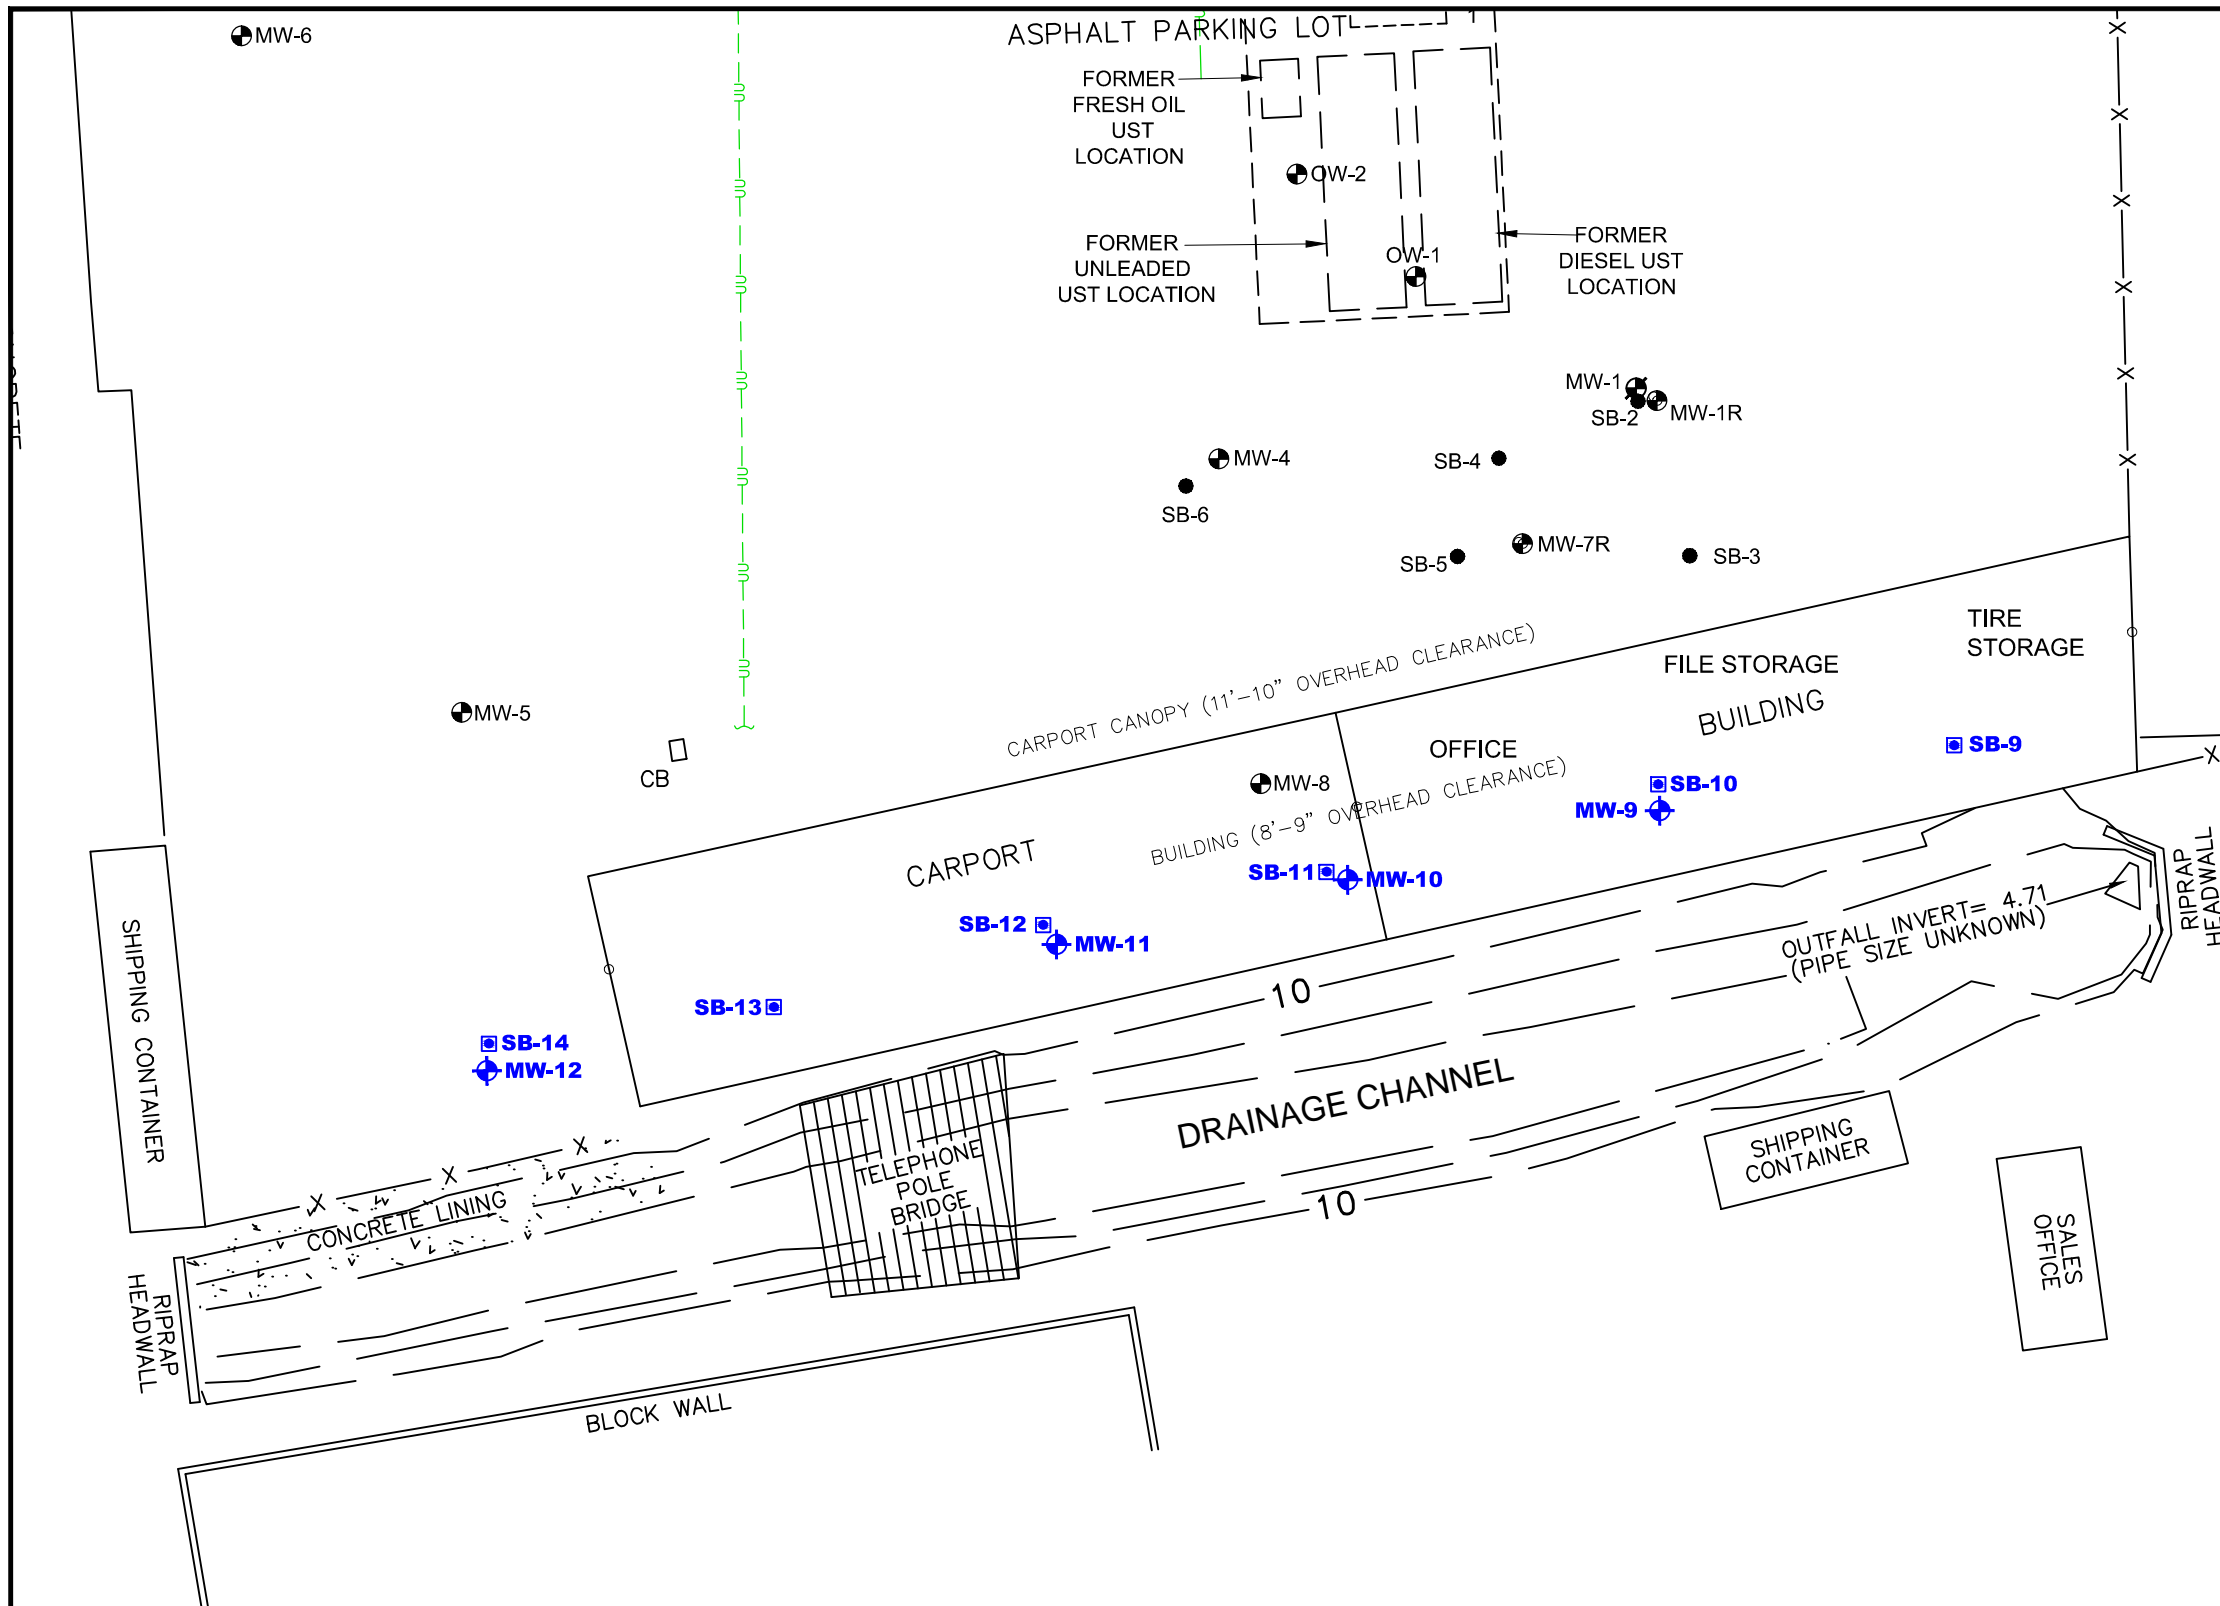 MW-6
ASPHALT PARKING LOT
FORMER
FRESH OIL
UST
LOCATION
OW-2
FORMER
UNLEADED
UST LOCATION
OW-1
FORMER
DIESEL UST
LOCATION
MW-1
SB-2
MW-1R
MW-4
SB-4
SB-6
MW-7R
SB-5
SB-3
TIRE
STORAGE
FILE STORAGE
BUILDING
CARPORT CANOPY (11'-10" OVERHEAD CLEARANCE)
MW-5
CB
OFFICE
SB-9
MW-8
SB-10
MW-9
BUILDING (8'-9" OVERHEAD CLEARANCE)
CARPORT
SB-11
MW-10
SB-12
MW-11
SB-13
SB-14
MW-12
SHIPPING CONTAINER
RIPRAP
HEADWALL
OUTFALL INVERT= 4.71
(PIPE SIZE UNKNOWN)
10
DRAINAGE CHANNEL
TELEPHONE
POLE
BRIDGE
SHIPPING
CONTAINER
CONCRETE LINING
10
SALES
OFFICE
RIPRAP
HEADWALL
BLOCK WALL